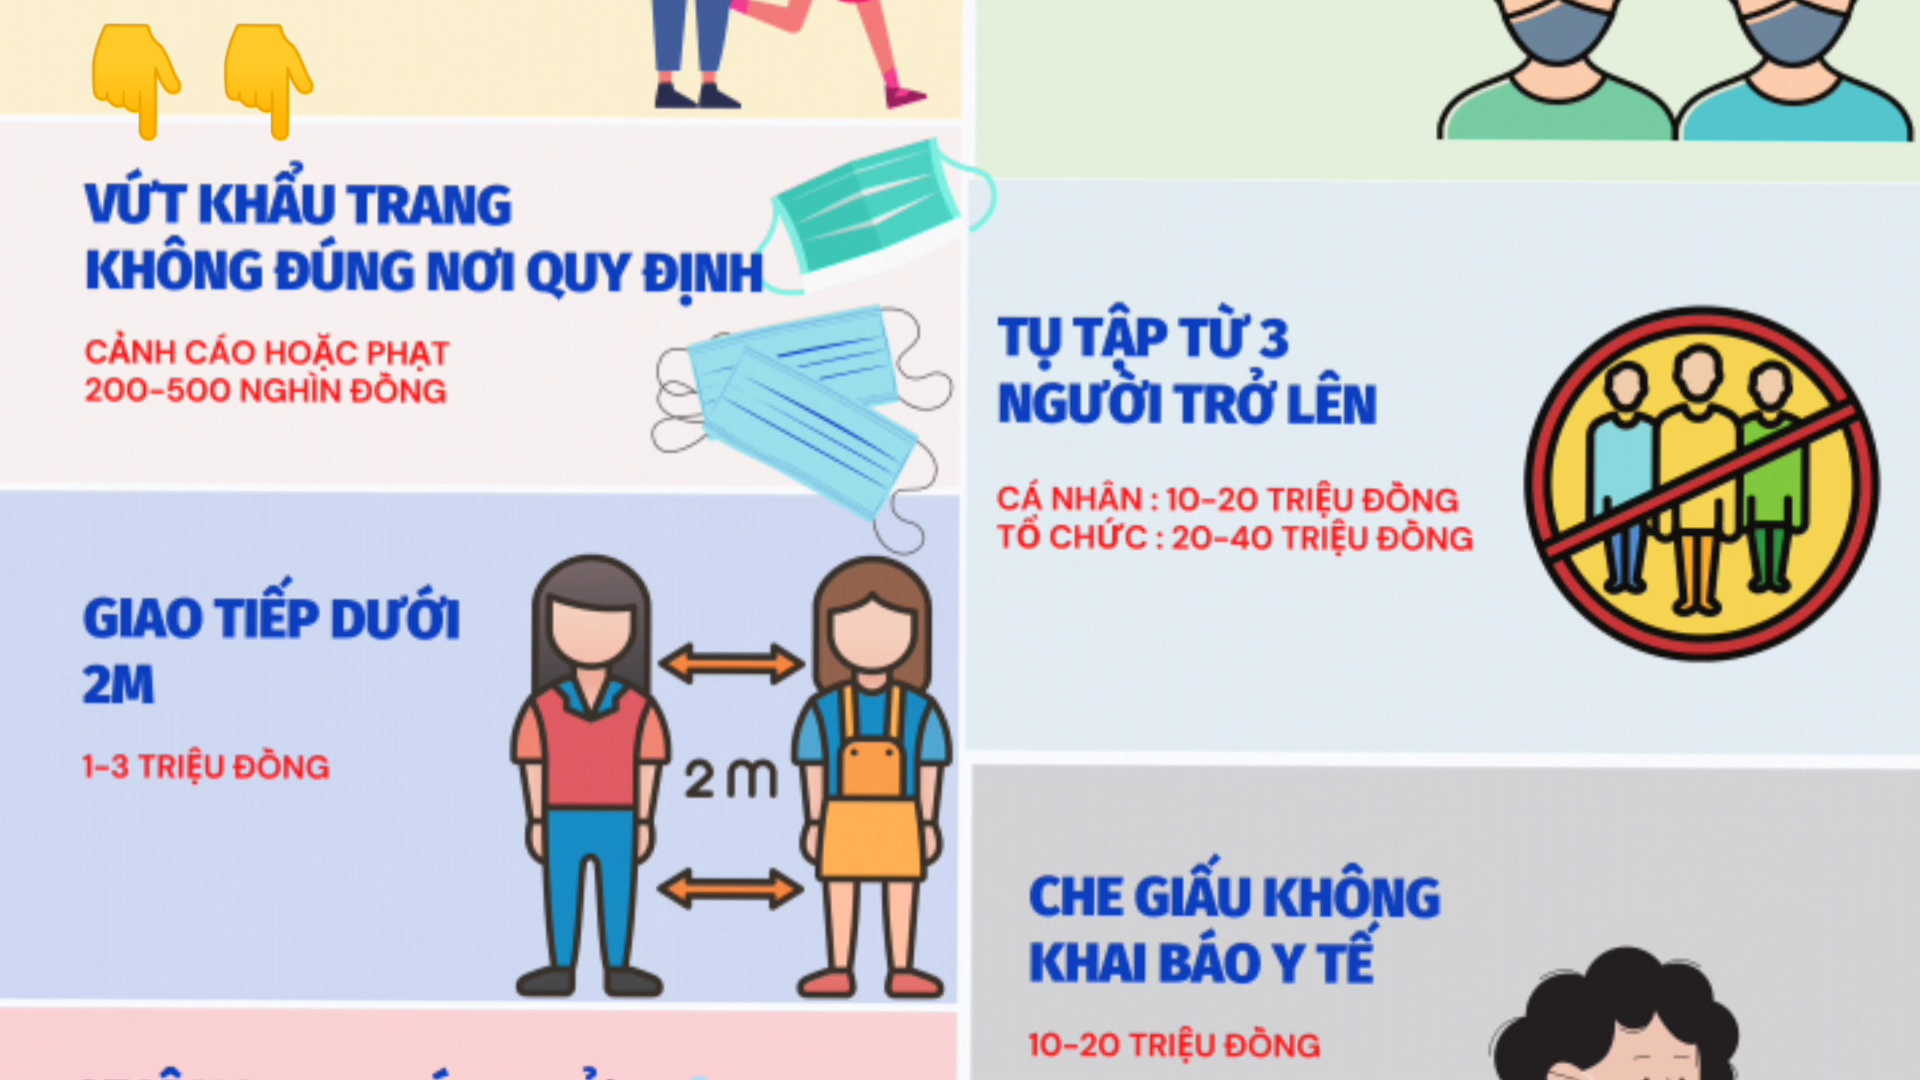 VỨT KHẨU TRANG
KHÔNG ĐÚNG NƠI QUY ĐỊNH
CẢNH CÁO HOẶC PHẠT
200-500 NGHÌN ĐỒNG
GIAO TIẾP DƯỚI
2M
1-3 TRIỆU ĐỒNG
2m
TỤ TẬP TỪ 3
NGƯỜI TRỞ LÊN
CÁ NHÂN : 10-20 TRIỆU ĐỒNG
TỔ CHỨC : 20-40 TRIỆU ĐỒNG
CHE GIẤU KHÔNG
KHAI BÁO Y TẾ
10-20 TRIỆU ĐỒNG